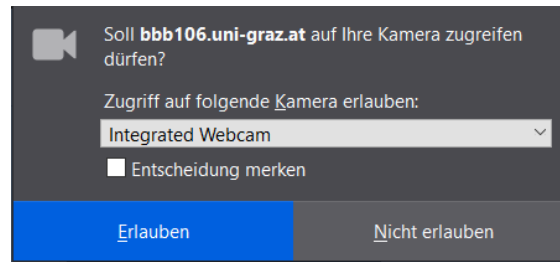 Soll bbb106.uni-graz.at auf Ihre Kamera zugreifen
dürfen?
Zugriff auf folgende Kamera erlauben:
Integrated Webcam
Entscheidung merken
Erlauben
Nicht erlauben